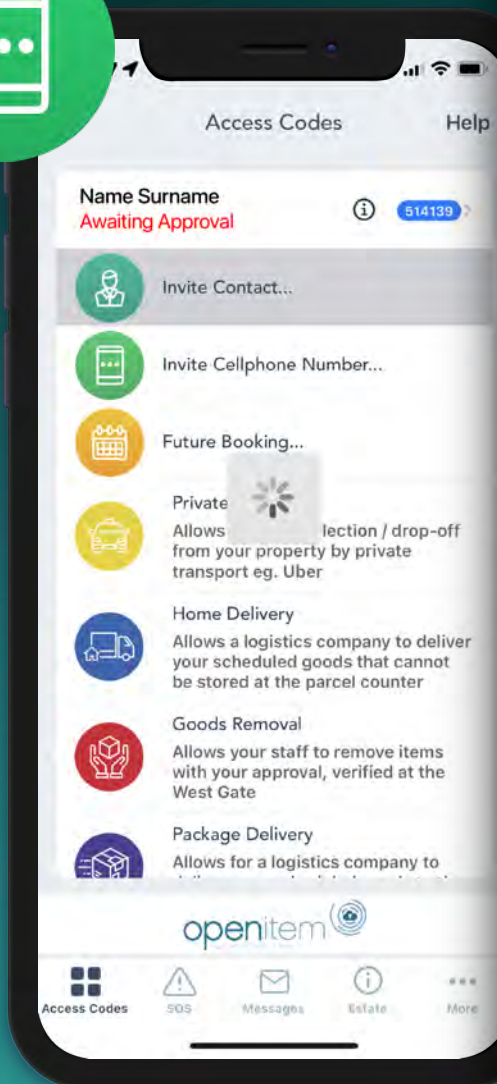 Access Codes
Help
Name Surname
514139
Awaiting Approval
Invite Contact...
Invite Cellphone Number...
Future Booking...
Private
Allows lection / drop-off
from your property by private
transport eg. Uber
Home Delivery
Allows a logistics company to deliver
your scheduled goods that cannot
be stored at the parcel counter
Goods Removal
Allows your staff to remove items
with your approval, verified at the
West Gate
Package Delivery
Allows for a logistics company to
openitem
Access Codes
SOS
Messages
Estate
More